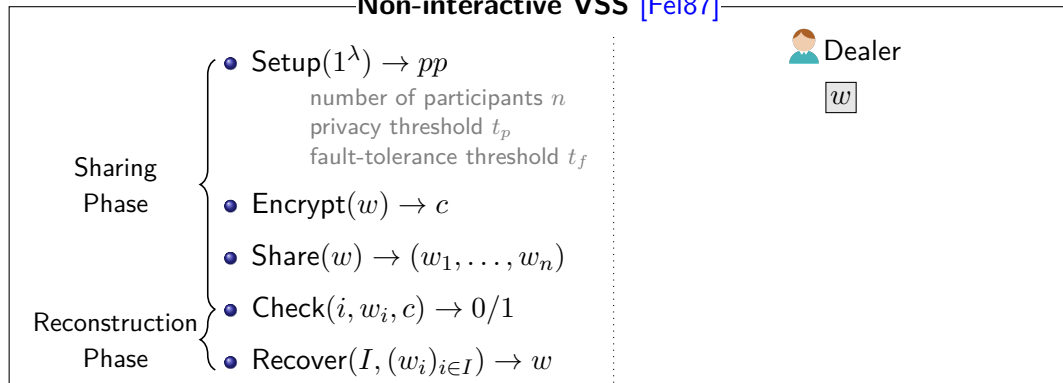 Non-interactive VSS [Fel87]
Setup(1^λ) → pp
number of participants n
privacy threshold t_p
fault-tolerance threshold t_f
Sharing
Phase
Encrypt(w) → c
Share(w) → (w_1, . . . , w_n)
Check(i, w_i, c) → 0/1
Reconstruction
Phase
Recover(I, (w_i)_{i∈I}) → w
Dealer
w